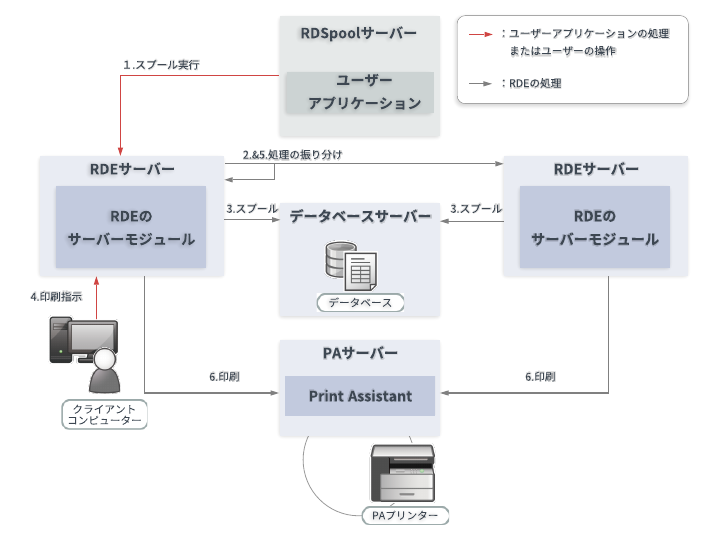 RDSpoolサーバー
ユーザー
アプリケーション
：ユーザーアプリケーションの処理
またはユーザーの操作
：RDEの処理
1.スプール実行
2.&5.処理の振り分け
RDEサーバー
RDEの
サーバーモジュール
RDEサーバー
RDEの
サーバーモジュール
3.スプール
データベースサーバー
3.スプール
データベース
4.印刷指示
クライアント
コンピューター
6.印刷
PAサーバー
Print Assistant
6.印刷
PAプリンター